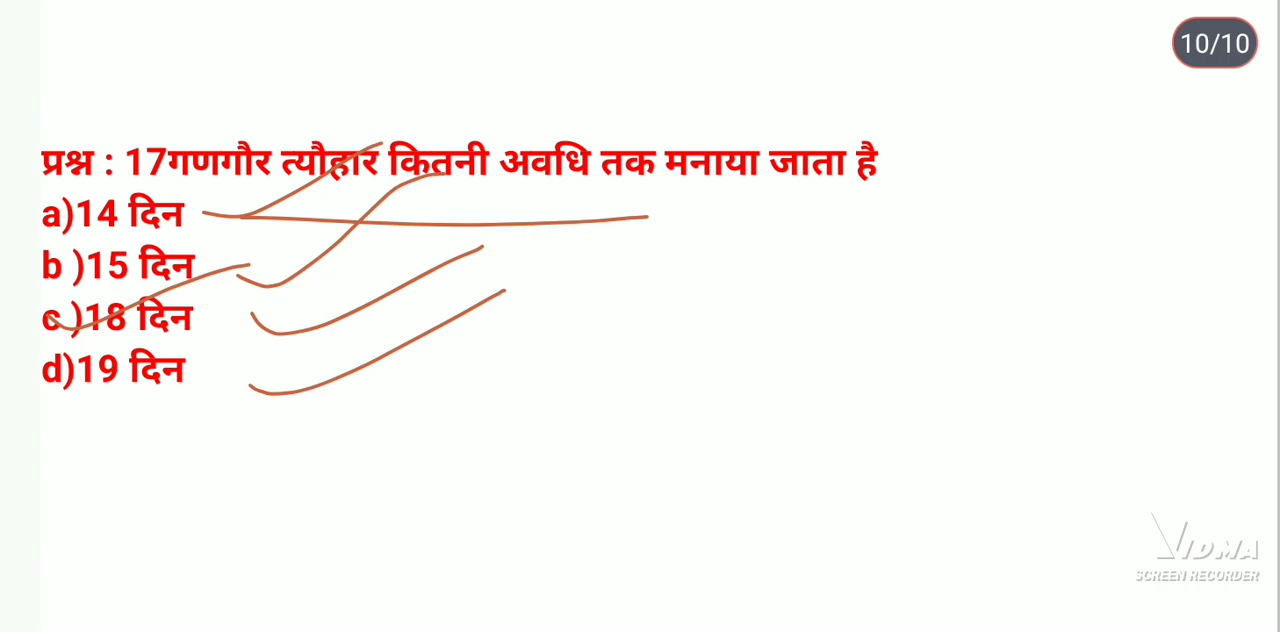 10/10
प्रश्न : 17गणगौर त्यौहार कितनी अवधि तक मनाया जाता है
a)14 दिन
b )15 दिन
c )18 दिन
d)19 दिन
VIDMA
SCREEN RECORDER